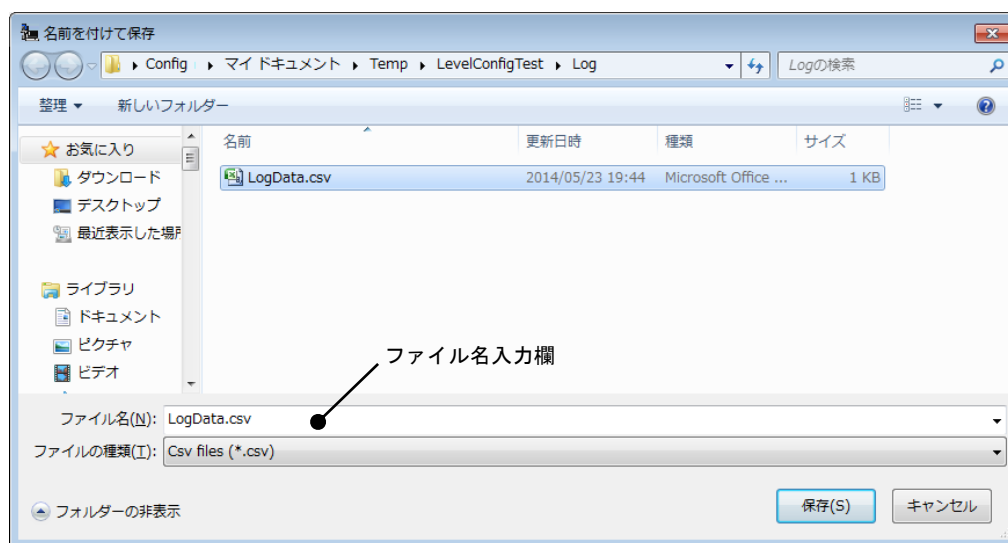 名前を付けて保存
Config マイ ドキュメント Temp LevelConfigTest Log Logの検索
整理 新しいフォルダー
お気に入り
ダウンロード
デスクトップ
最近表示した場所
ライブラリ
ドキュメント
ピクチャ
ビデオ
名前 更新日時 種類 サイズ
LogData.csv 2014/05/23 19:44 Microsoft Office ... 1 KB
ファイル名入力欄
ファイル名(N): LogData.csv
ファイルの種類(T): Csv files (*.csv)
フォルダーの非表示 保存(S) キャンセル